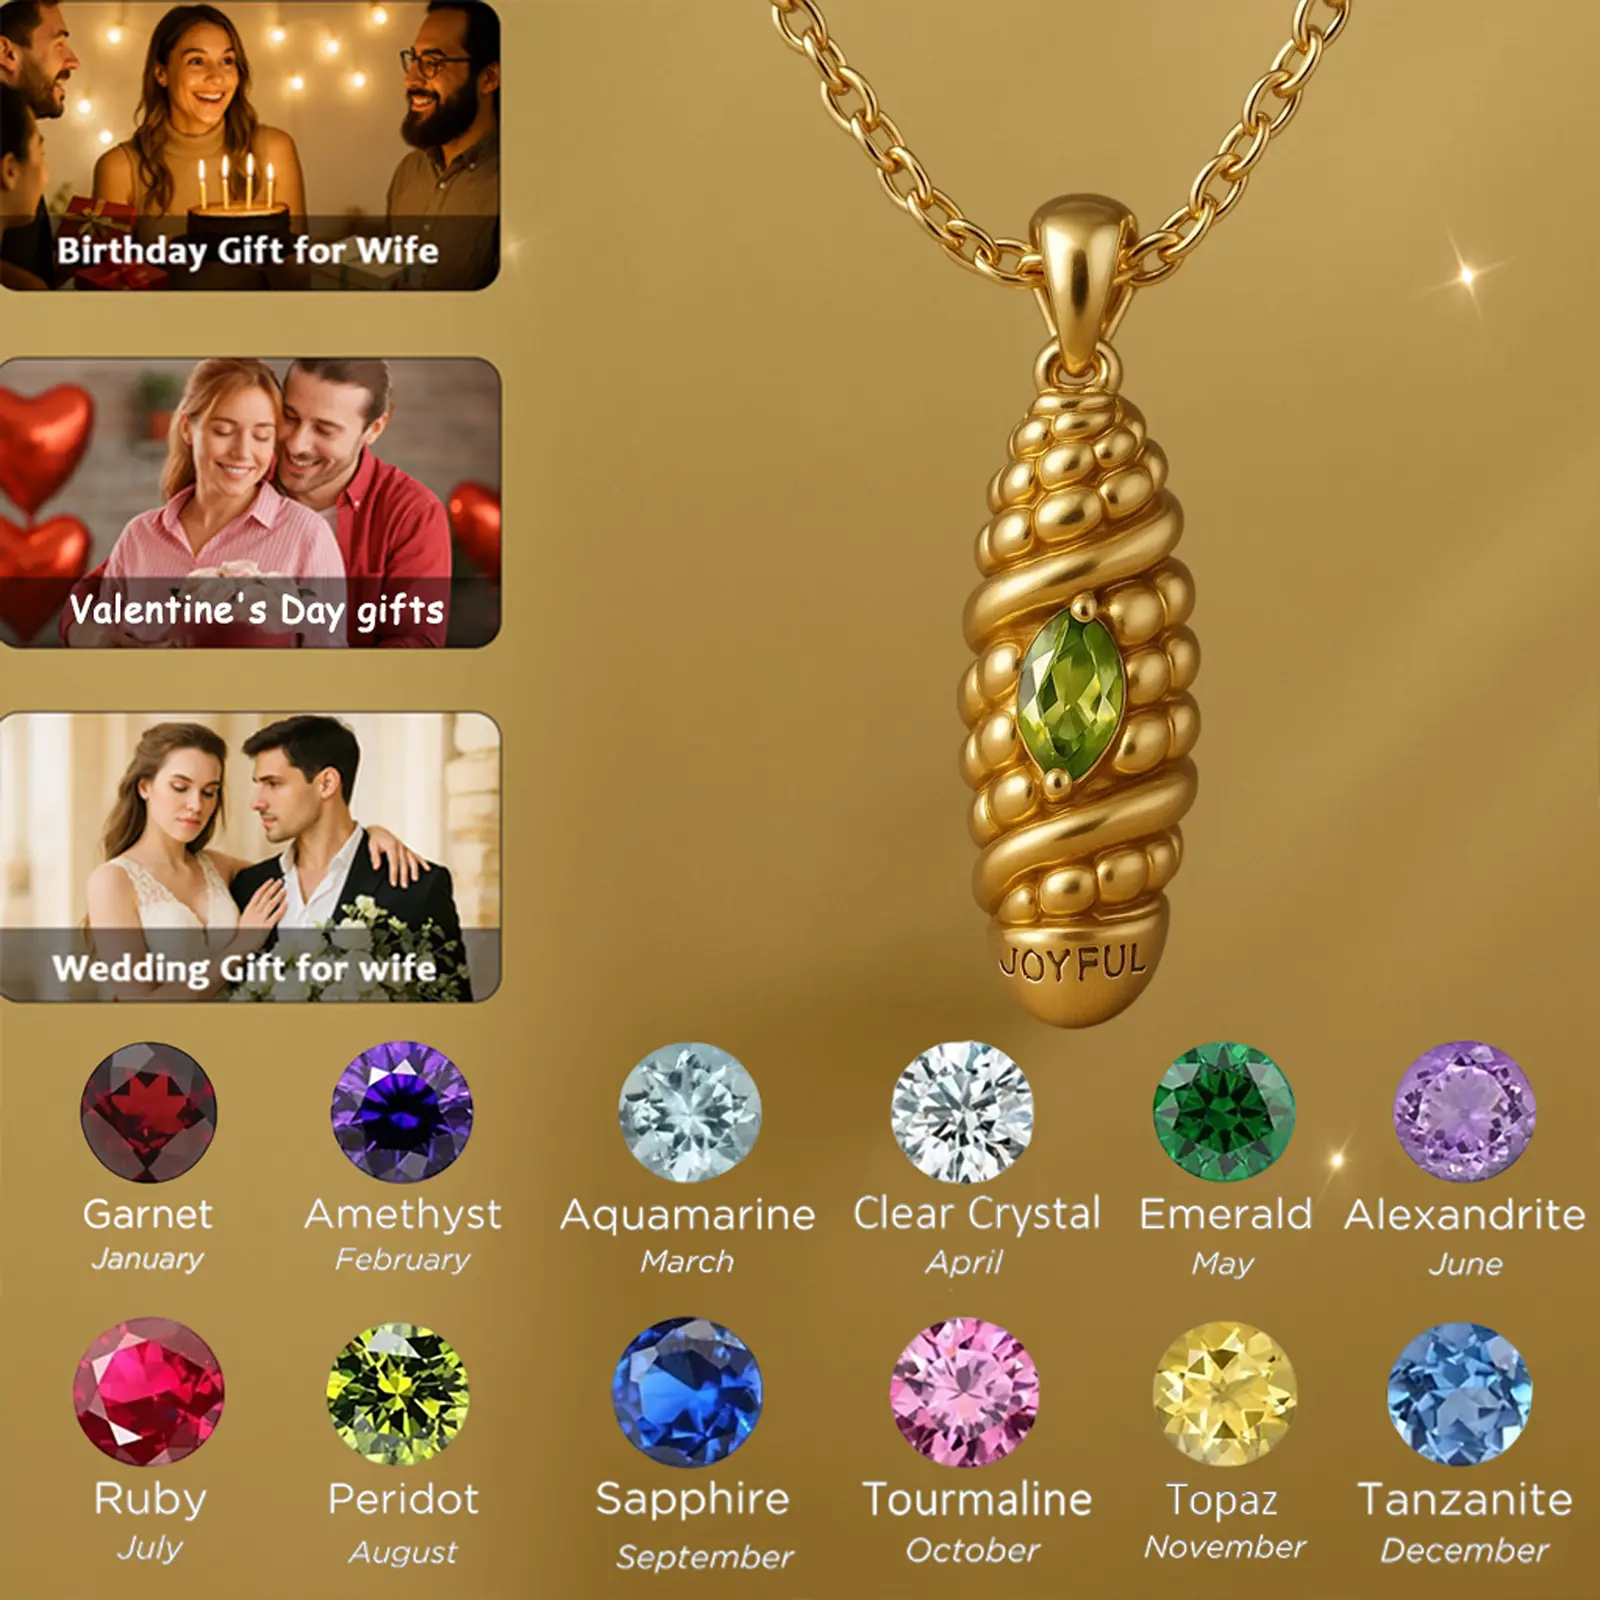 Birthday Gift for Wife
Valentine's Day gifts
Wedding Gift for wife
JOYFUL
Garnet
January
Amethyst
February
Aquamarine
March
Clear Crystal
April
Emerald
May
Alexandrite
June
Ruby
July
Peridot
August
Sapphire
September
Tourmaline
October
Topaz
November
Tanzanite
December